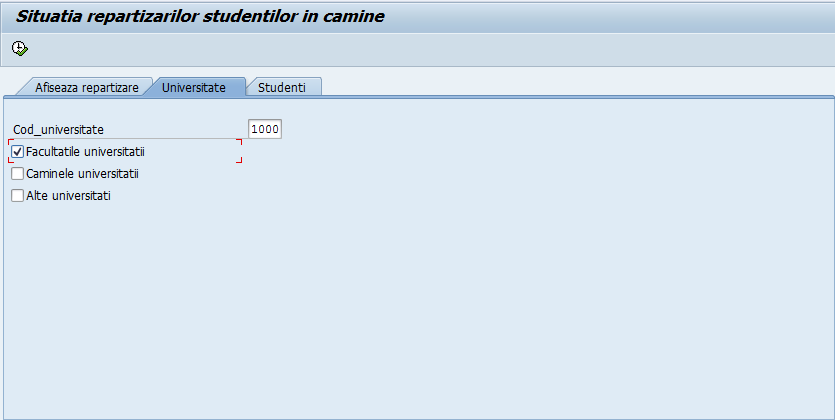 Situatia repartizarilor studentilor in camine
Afiseaza repartizare Universitate Studenti
Cod_universitate 1000
Facultatile universitatii
Caminele universitatii
Alte universitati